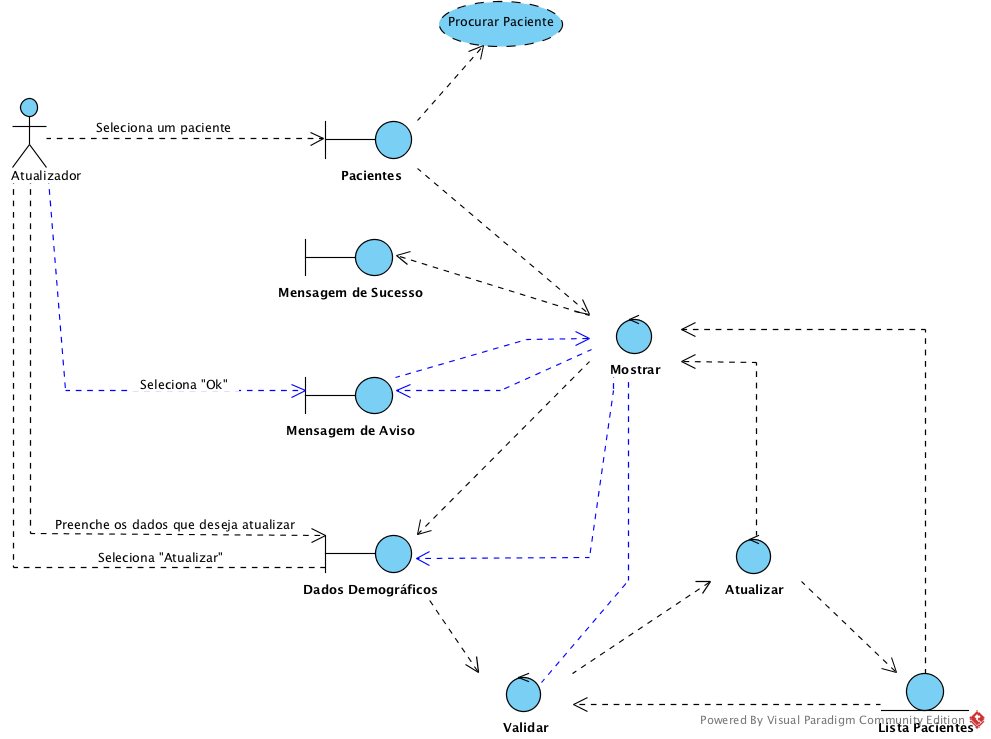 Procurar Paciente
Seleciona um paciente
Atualizador
Pacientes
Mensagem de Sucesso
Mostrar
Seleciona "Ok"
Mensagem de Aviso
Preenche os dados que deseja atualizar
Seleciona "Atualizar"
Dados Demográficos
Atualizar
Validar
Powered By Visual Paradigm Community Edition
Lista Pacientes